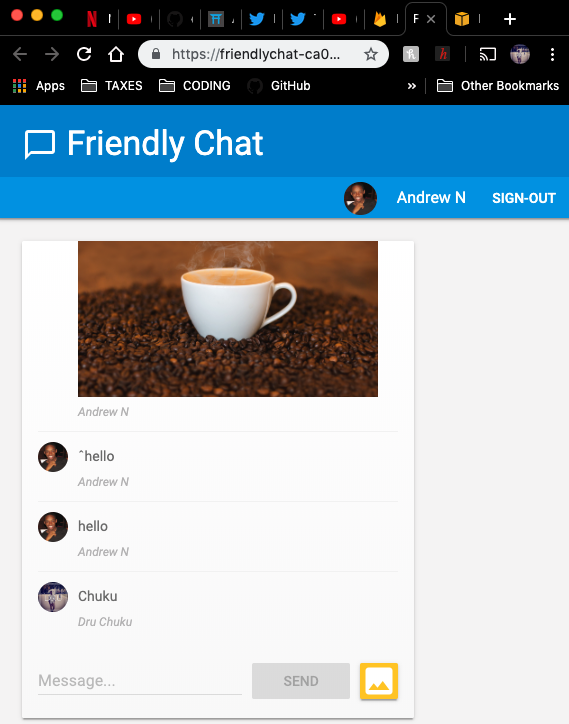 https://friendlychat-ca0...
Apps TAXES CODING GitHub » Other Bookmarks
Friendly Chat
Andrew N SIGN-OUT
Andrew N
ˆhello
Andrew N
hello
Andrew N
Chuku
Dru Chuku
Message... SEND